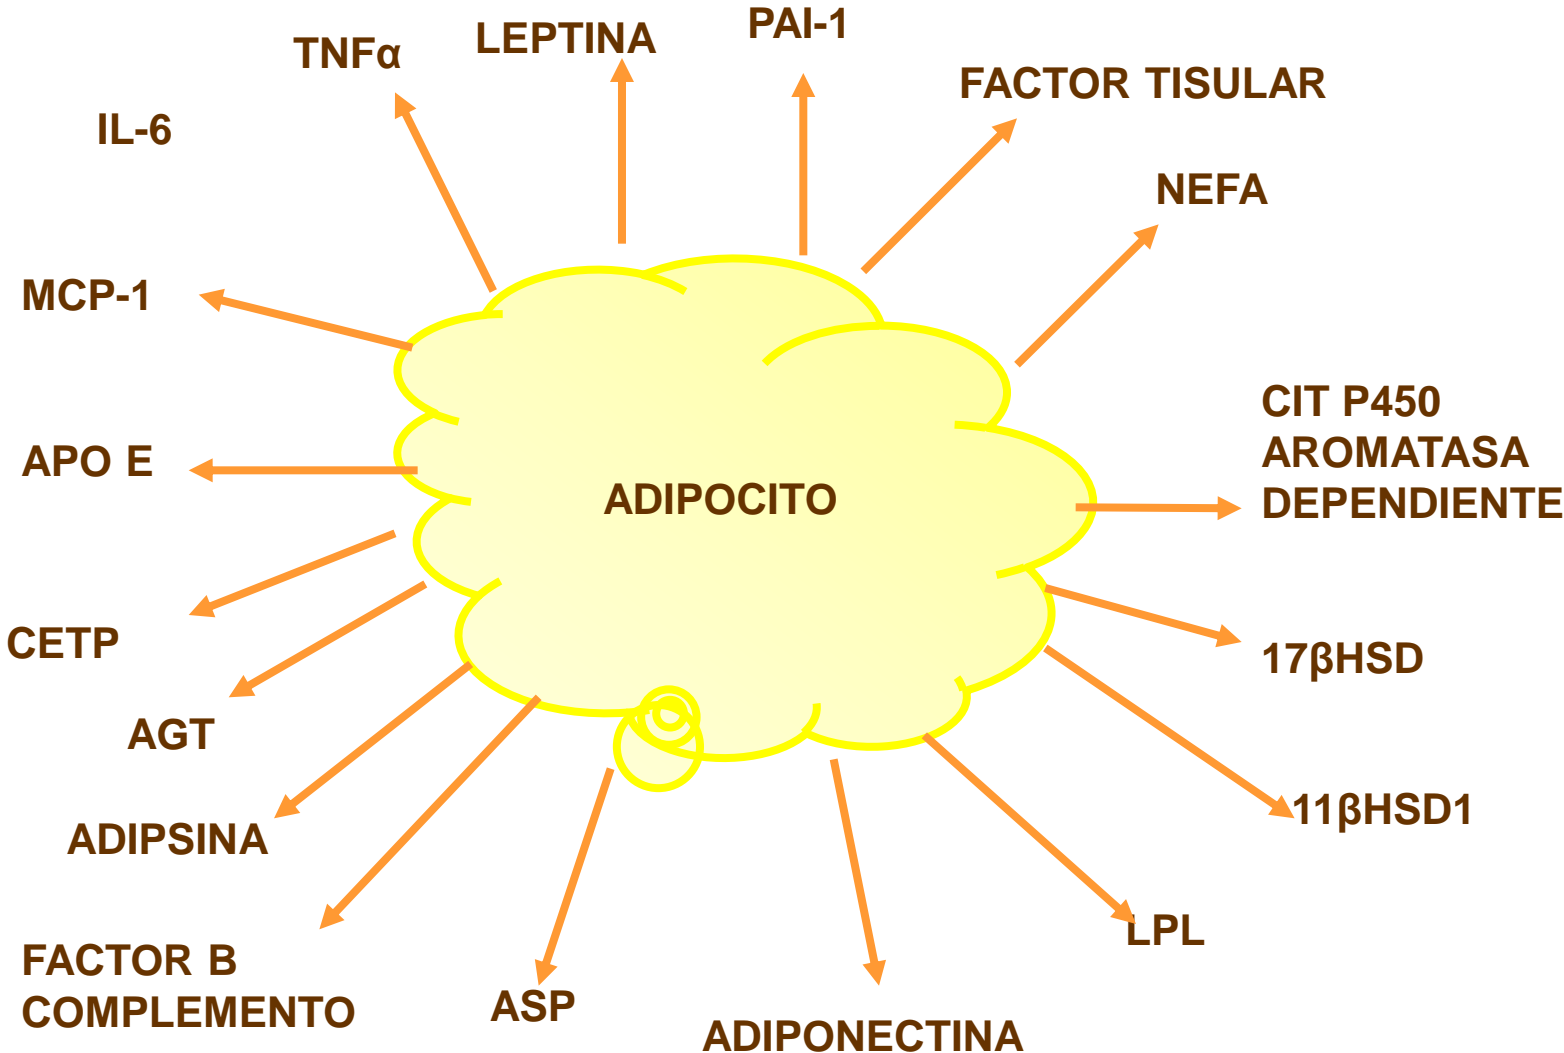 PAI-1
LEPTINA
TNFα
FACTOR TISULAR
IL-6
NEFA
MCP-1
CIT P450
AROMATASA
DEPENDIENTE
APO E
ADIPOCITO
CETP
17βHSD
AGT
11βHSD1
ADIPSINA
LPL
FACTOR B
COMPLEMENTO
ASP
ADIPONECTINA